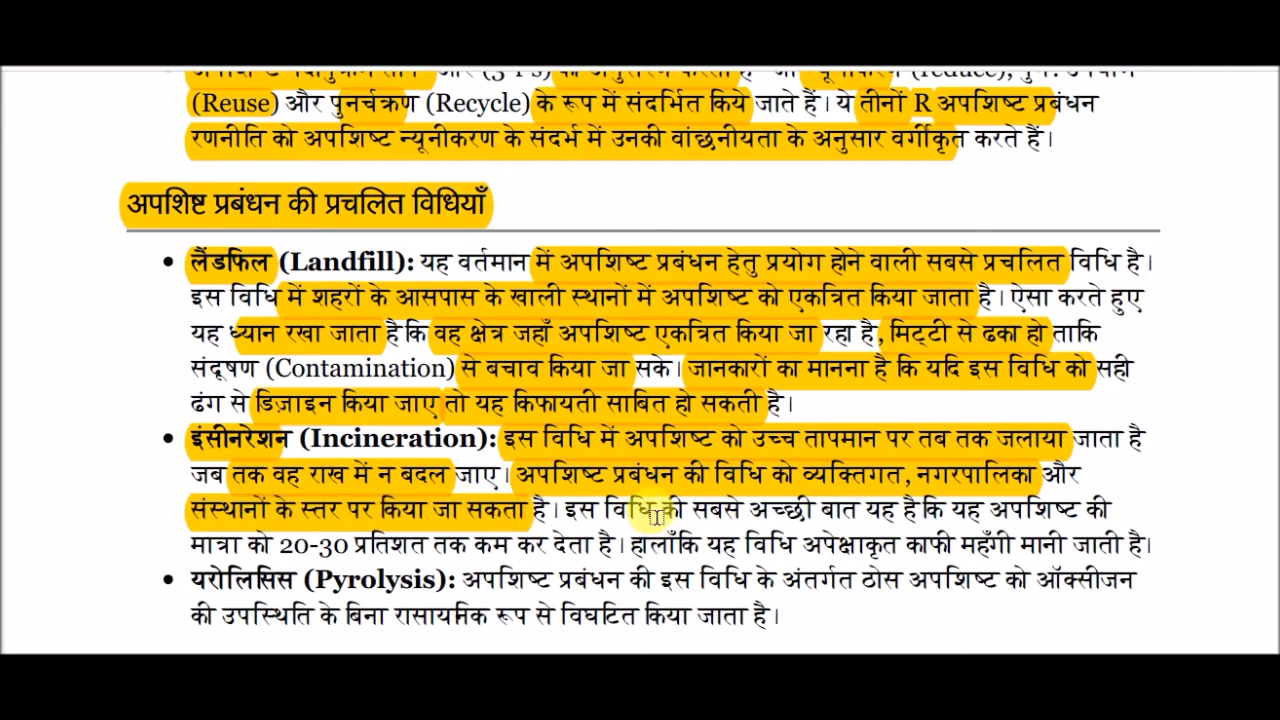 (Reuse) और पुनर्चक्रण (Recycle) के रूप में संदर्भित किये जाते हैं। ये तीनों R अपशिष्ट प्रबंधन
रणनीति को अपशिष्ट न्यूनीकरण के संदर्भ में उनकी वांछनीयता के अनुसार वर्गीकृत करते हैं।
अपशिष्ट प्रबंधन की प्रचलित विधियाँ
• लैंडफिल (Landfill): यह वर्तमान में अपशिष्ट प्रबंधन हेतु प्रयोग होने वाली सबसे प्रचलित विधि है।
इस विधि में शहरों के आसपास के खाली स्थानों में अपशिष्ट को एकत्रित किया जाता है। ऐसा करते हुए
यह ध्यान रखा जाता है कि वह क्षेत्र जहाँ अपशिष्ट एकत्रित किया जा रहा है, मिट्टी से ढका हो ताकि
संदूषण (Contamination) से बचाव किया जा सके। जानकारों का मानना है कि यदि इस विधि को सही
ढंग से डिज़ाइन किया जाए तो यह किफायती साबित हो सकती है।
• इंसीनरेशन (Incineration): इस विधि में अपशिष्ट को उच्च तापमान पर तब तक जलाया जाता है
जब तक वह राख में न बदल जाए। अपशिष्ट प्रबंधन की विधि को व्यक्तिगत, नगरपालिका और
संस्थानों के स्तर पर किया जा सकता है। इस विधि की सबसे अच्छी बात यह है कि यह अपशिष्ट की
मात्रा को 20-30 प्रतिशत तक कम कर देता है। हालाँकि यह विधि अपेक्षाकृत काफी महँगी मानी जाती है।
• यरोलिसिस (Pyrolysis): अपशिष्ट प्रबंधन की इस विधि के अंतर्गत ठोस अपशिष्ट को ऑक्सीजन
की उपस्थिति के बिना रासायनिक रूप से विघटित किया जाता है।